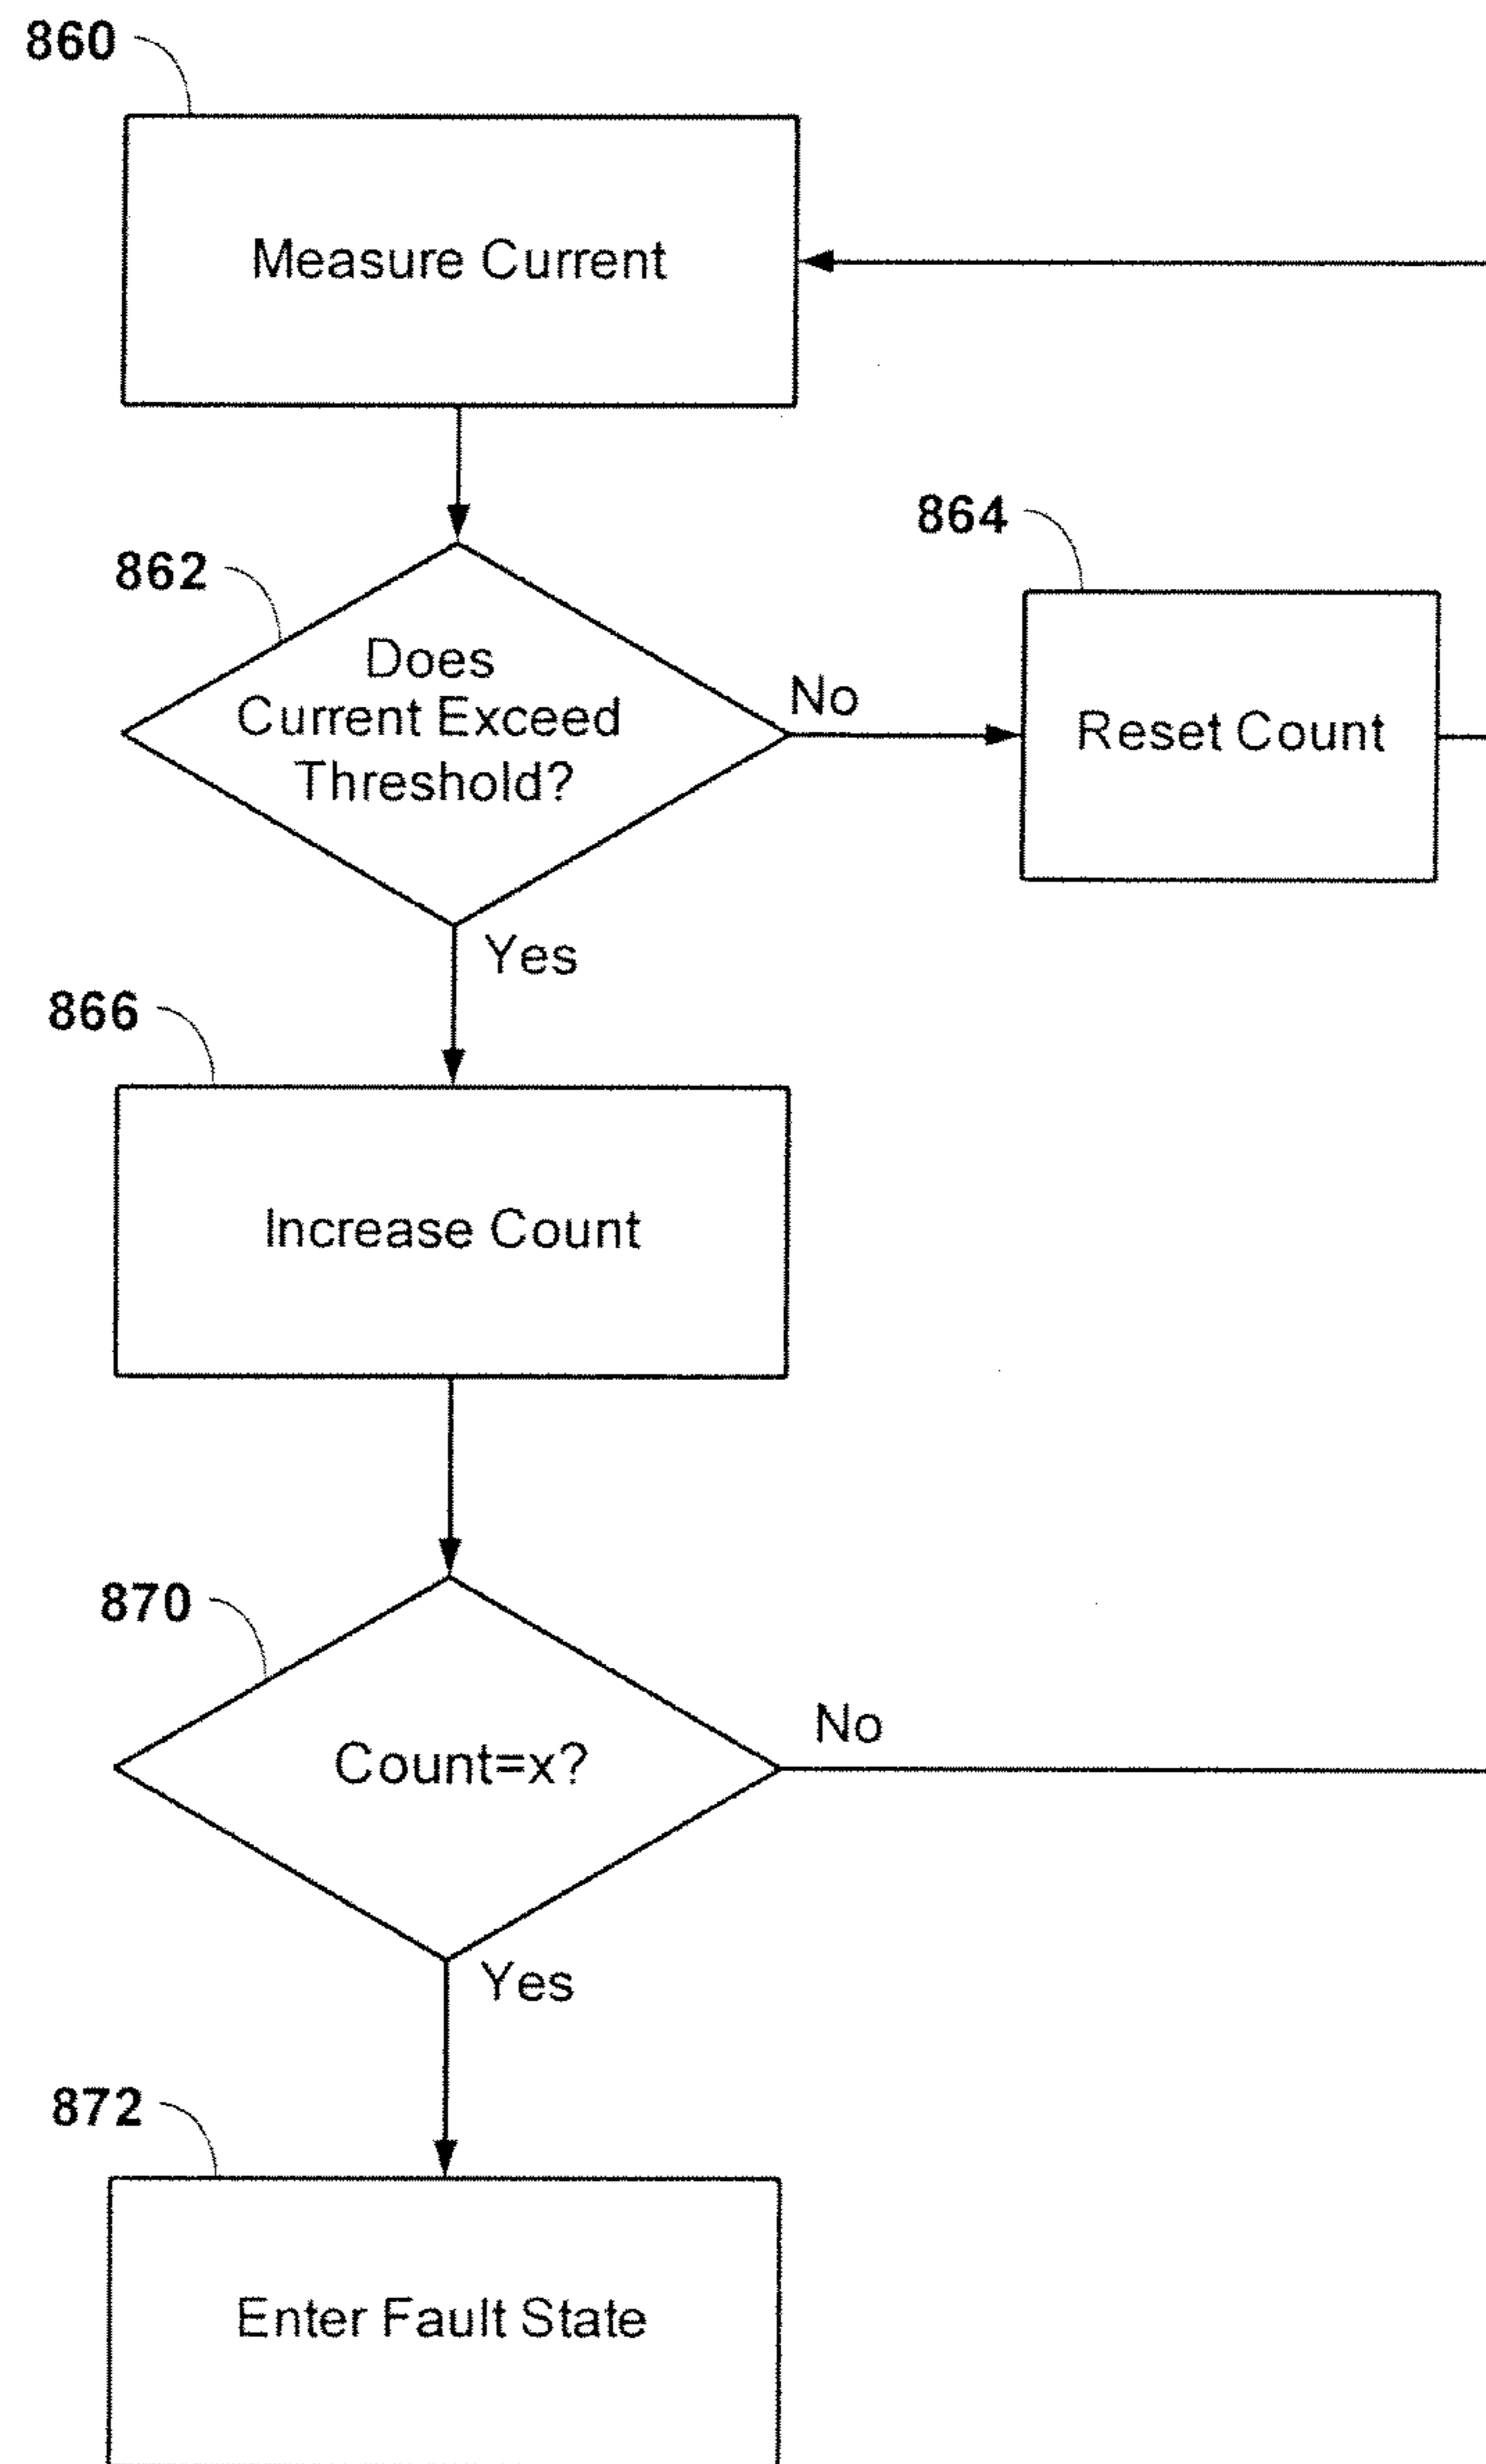 860
Measure Current
862
Does
Current Exceed
Threshold?
No
864
Reset Count
Yes
866
Increase Count
870
Count=x?
No
Yes
872
Enter Fault State